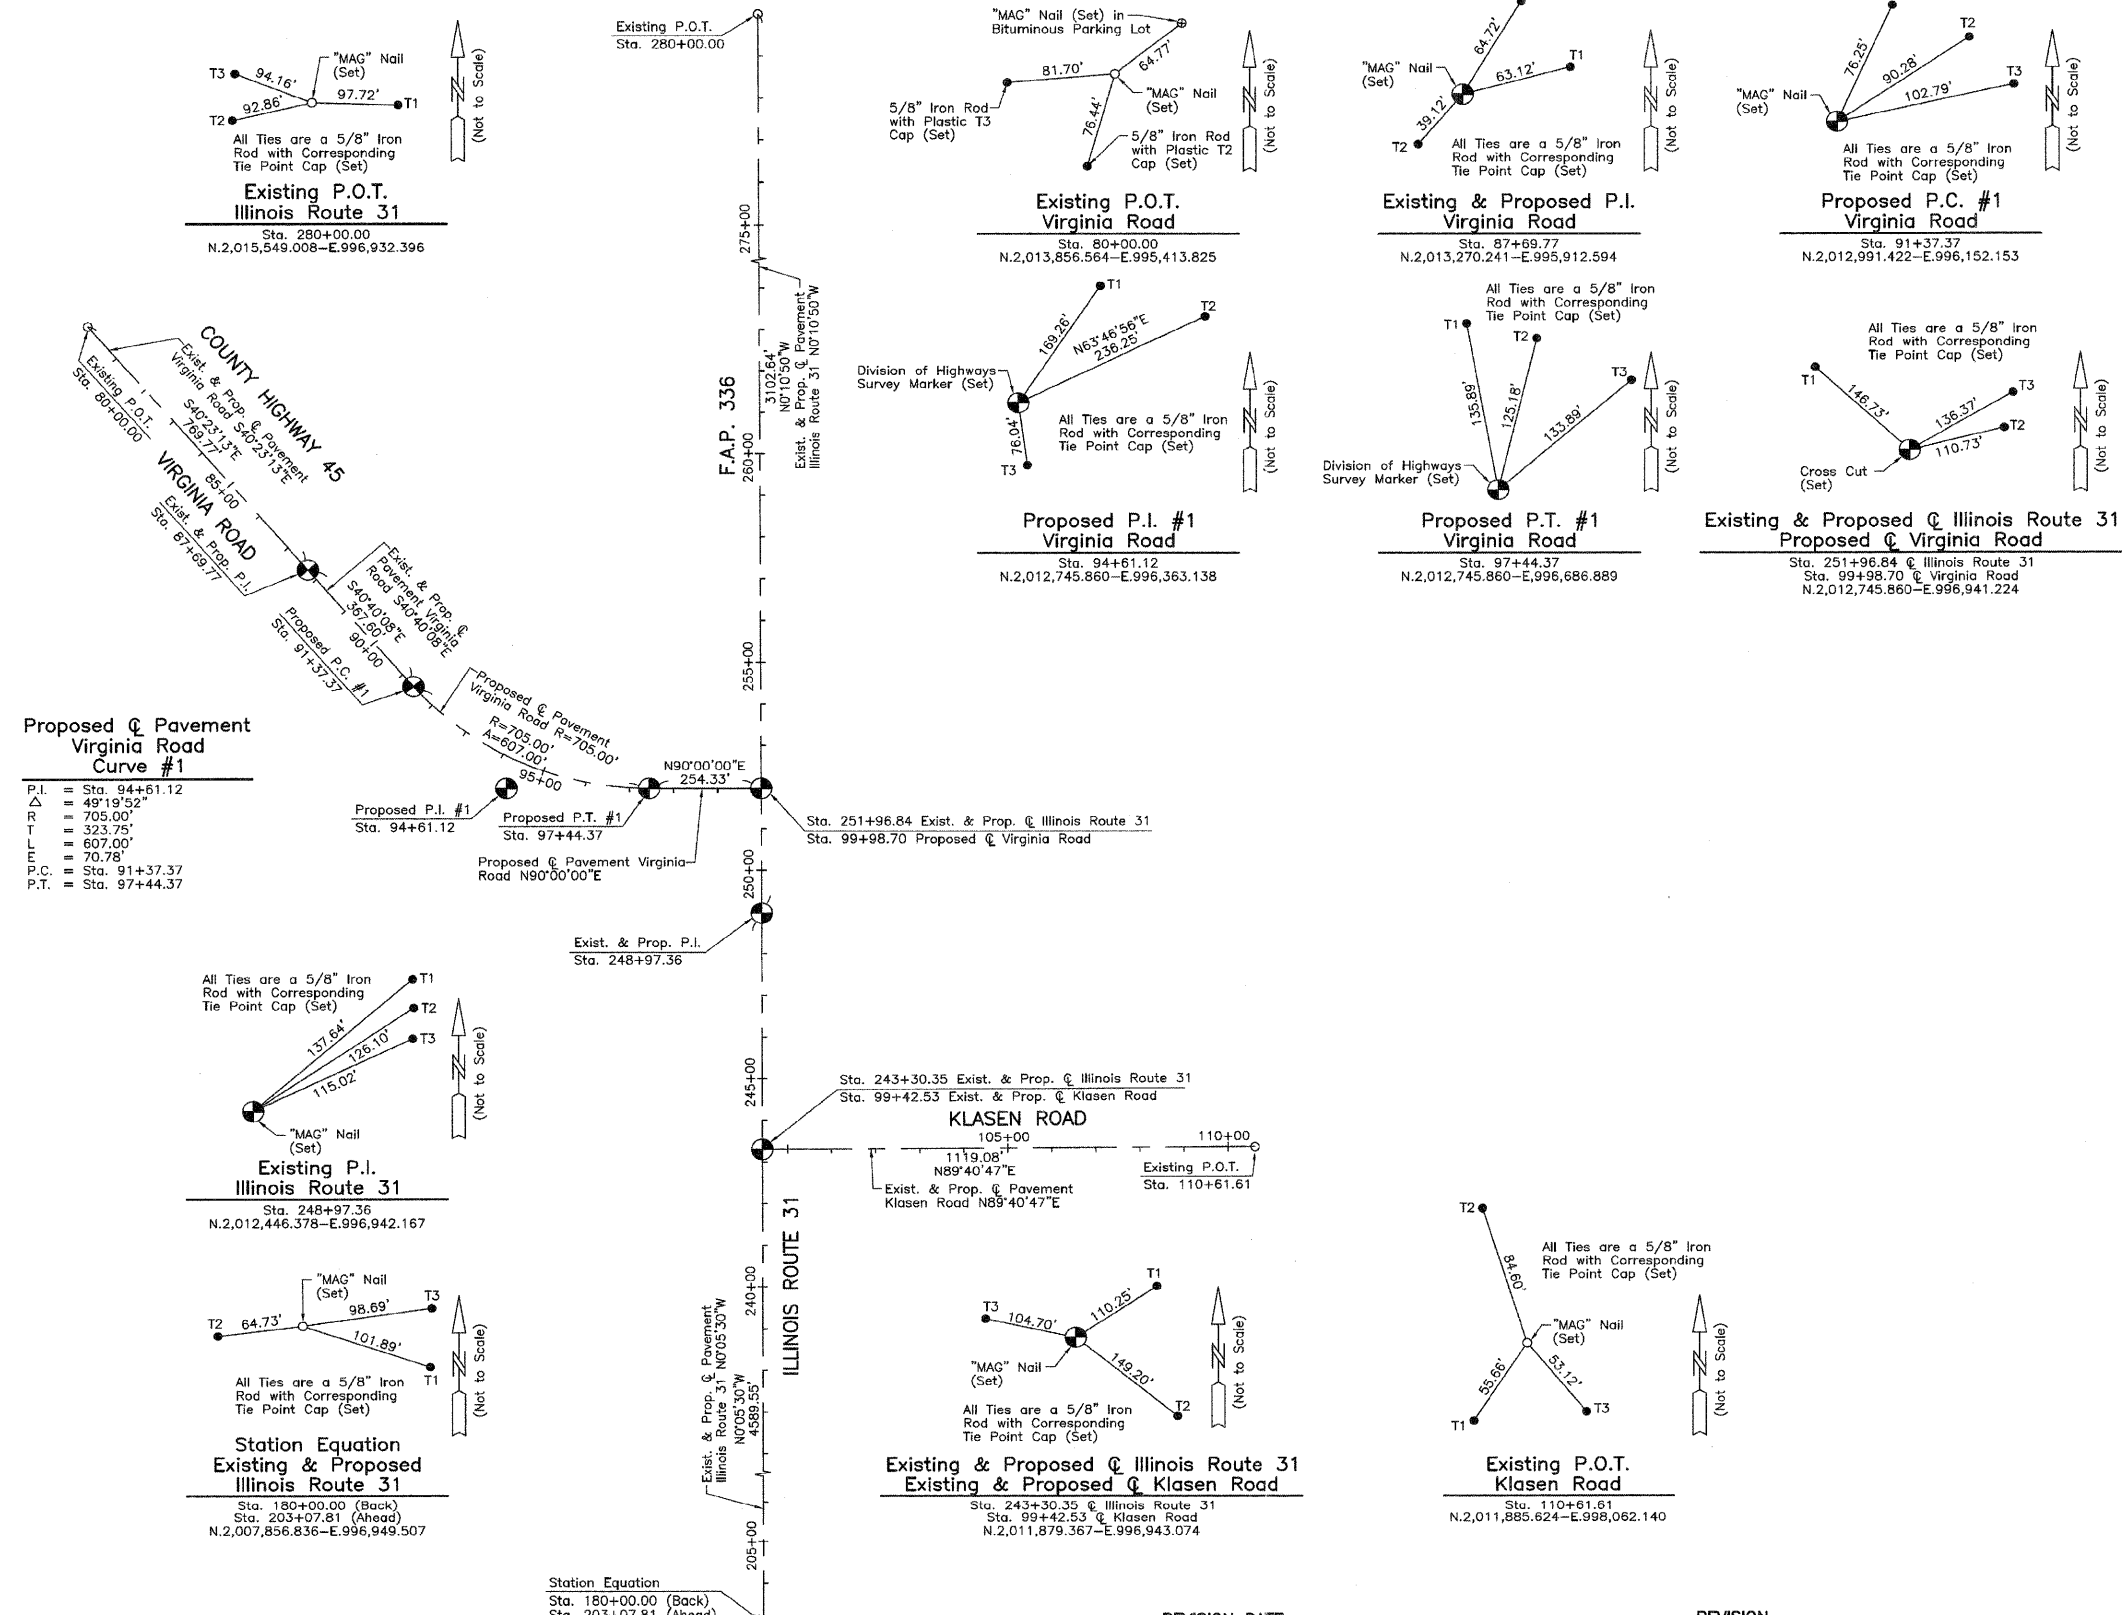 T3
94.16'
"MAG" Nail
(Set)
97.72'
T1
92.86'
T2
All Ties are a 5/8" Iron
Rod with Corresponding
Tie Point Cap (Set)
(Not to Scale)
N
Existing P.O.T.
Illinois Route 31
Sta. 280+00.00
N.2,015,549.008-E.996,932.396
Existing P.O.T.
Sta. 280+00.00
"MAG" Nail (Set) in
Bituminous Parking Lot
64.77'
81.70'
"MAG" Nail
(Set)
5/8" Iron Rod
with Plastic T3
Cap (Set)
76.44'
5/8" Iron Rod
with Plastic T2
Cap (Set)
(Not to Scale)
N
Existing P.O.T.
Virginia Road
Sta. 80+00.00
N.2,013,856.564-E.995,413.825
64.72'
"MAG" Nail
(Set)
63.12'
T1
39.12'
T2
All Ties are a 5/8" Iron
Rod with Corresponding
Tie Point Cap (Set)
(Not to Scale)
N
Existing & Proposed P.I.
Virginia Road
Sta. 87+69.77
N.2,013,270.241-E.995,912.594
76.25'
T2
90.28'
T3
102.79'
"MAG" Nail
(Set)
All Ties are a 5/8" Iron
Rod with Corresponding
Tie Point Cap (Set)
(Not to Scale)
N
Proposed P.C. #1
Virginia Road
Sta. 91+37.37
N.2,012,991.422-E.996,152.153
T1
169.26'
T2
N63°46'56"E
236.25'
Division of Highways
Survey Marker (Set)
76.04'
T3
All Ties are a 5/8" Iron
Rod with Corresponding
Tie Point Cap (Set)
(Not to Scale)
N
Proposed P.I. #1
Virginia Road
Sta. 94+61.12
N.2,012,745.860-E.996,363.138
All Ties are a 5/8" Iron
Rod with Corresponding
Tie Point Cap (Set)
T1
T2
T3
135.89'
125.18'
133.89'
Division of Highways
Survey Marker (Set)
(Not to Scale)
N
Proposed P.T. #1
Virginia Road
Sta. 97+44.37
N.2,012,745.860-E,996,686.889
All Ties are a 5/8" Iron
Rod with Corresponding
Tie Point Cap (Set)
T1
146.73'
T3
136.37'
T2
110.73'
Cross Cut
(Set)
(Not to Scale)
N
Existing & Proposed ℄ Illinois Route 31
Proposed ℄ Virginia Road
Sta. 251+96.84 ℄ Illinois Route 31
Sta. 99+98.70 ℄ Virginia Road
N.2,012,745.860-E.996,941.224
275+00
Exist. & Prop. ℄ Pavement
Illinois Route 31 N0°10'50"W
N0°10'50"W
3102.64'
F.A.P. 336
260+00
255+00
COUNTY HIGHWAY 45
Exist. & Prop. ℄ Pavement
Virginia Road S40°23'13"E
S40°23'13"E
769.77'
Existing P.O.T.
Sta. 80+00.00
85+00
VIRGINIA ROAD
Exist. & Prop. P.I.
Sta. 87+69.77
Exist. & Prop. ℄
Pavement Virginia
Road S40°40'08"E
S40°40'08"E
367.60'
90+00
Proposed P.C. #1
Sta. 91+37.37
Proposed ℄ Pavement
Virginia Road R=705.00'
R=705.00'
A=607.00'
95+00
N90°00'00"E
254.33'
Proposed P.I. #1
Sta. 94+61.12
Proposed P.T. #1
Sta. 97+44.37
Proposed ℄ Pavement Virginia
Road N90°00'00"E
Sta. 251+96.84 Exist. & Prop. ℄ Illinois Route 31
Sta. 99+98.70 Proposed ℄ Virginia Road
250+00
Exist. & Prop. P.I.
Sta. 248+97.36
Proposed ℄ Pavement
Virginia Road
Curve #1
P.I. = Sta. 94+61.12
△ = 49°19'52"
R = 705.00'
T = 323.75'
L = 607.00'
E = 70.78'
P.C. = Sta. 91+37.37
P.T. = Sta. 97+44.37
All Ties are a 5/8" Iron
Rod with Corresponding
Tie Point Cap (Set)
T1
T2
T3
137.64'
126.10'
115.02'
"MAG" Nail
(Set)
(Not to Scale)
N
Existing P.I.
Illinois Route 31
Sta. 248+97.36
N.2,012,446.378-E.996,942.167
245+00
Sta. 243+30.35 Exist. & Prop. ℄ Illinois Route 31
Sta. 99+42.53 Exist. & Prop. ℄ Klasen Road
KLASEN ROAD
105+00
110+00
1119.08'
N89°40'47"E
Existing P.O.T.
Sta. 110+61.61
Exist. & Prop. ℄ Pavement
Klasen Road N89°40'47"E
ILLINOIS ROUTE 31
240+00
Exist. & Prop. ℄ Pavement
Illinois Route 31 N0°05'30"W
N0°05'30"W
4589.55'
205+00
"MAG" Nail
(Set)
T3
98.69'
T2
64.73'
101.89'
T1
All Ties are a 5/8" Iron
Rod with Corresponding
Tie Point Cap (Set)
(Not to Scale)
N
Station Equation
Existing & Proposed
Illinois Route 31
Sta. 180+00.00 (Back)
Sta. 203+07.81 (Ahead)
N.2,007,856.836-E.996,949.507
T1
T3
110.25'
104.70'
"MAG" Nail
(Set)
149.20'
T2
All Ties are a 5/8" Iron
Rod with Corresponding
Tie Point Cap (Set)
(Not to Scale)
N
Existing & Proposed ℄ Illinois Route 31
Existing & Proposed ℄ Klasen Road
Sta. 243+30.35 ℄ Illinois Route 31
Sta. 99+42.53 ℄ Klasen Road
N.2,011,879.367-E.996,943.074
T2
All Ties are a 5/8" Iron
Rod with Corresponding
Tie Point Cap (Set)
84.60'
"MAG" Nail
(Set)
55.66'
53.12'
T1
T3
(Not to Scale)
N
Existing P.O.T.
Klasen Road
Sta. 110+61.61
N.2,011,885.624-E.998,062.140
Station Equation
Sta. 180+00.00 (Back)
Sta. 203+07.81 (Ahead)
REVISION DATE
REVISION